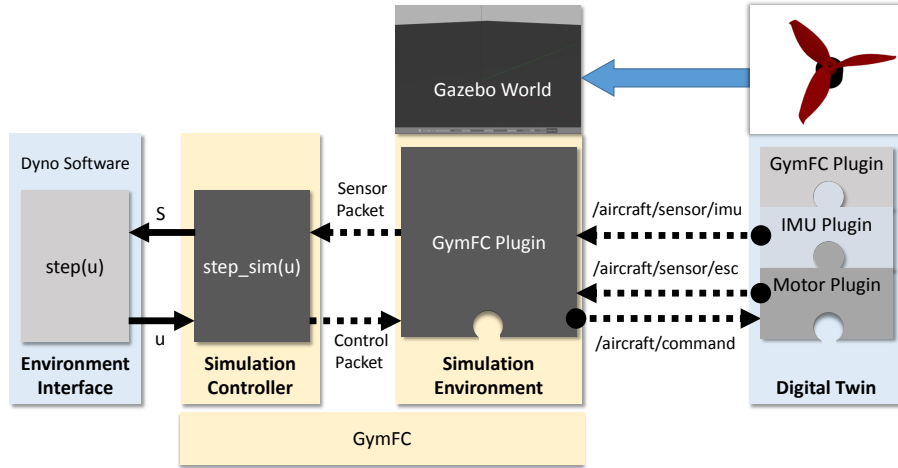 Gazebo World
Dyno Software
step(u)
Environment
Interface
S
u
step_sim(u)
Simulation
Controller
Sensor
Packet
Control
Packet
GymFC Plugin
Simulation
Environment
/aircraft/sensor/imu
/aircraft/sensor/esc
/aircraft/command
GymFC Plugin
IMU Plugin
Motor Plugin
Digital Twin
GymFC